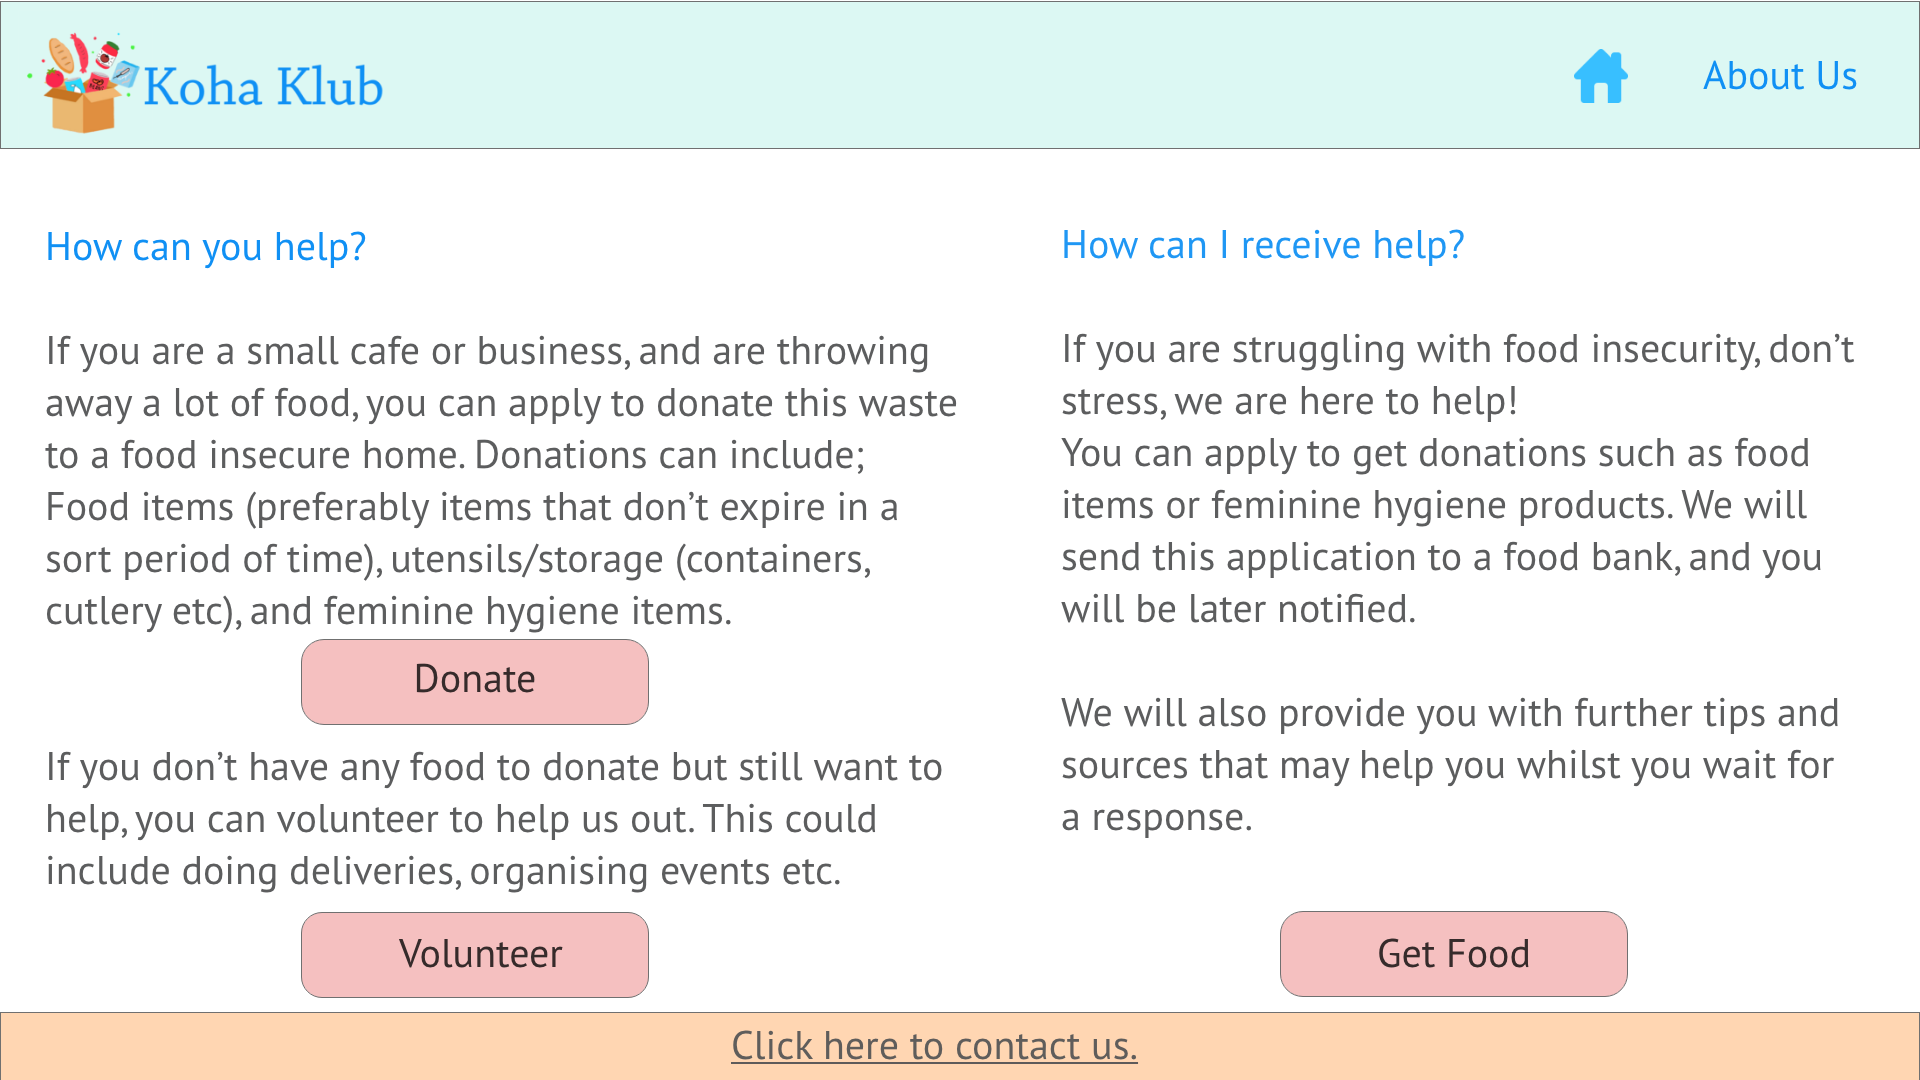 Koha Klub
About Us
How can you help?
If you are a small cafe or business, and are throwing
away a lot of food, you can apply to donate this waste
to a food insecure home. Donations can include;
Food items (preferably items that don’t expire in a
sort period of time), utensils/storage (containers,
cutlery etc), and feminine hygiene items.
Donate
If you don’t have any food to donate but still want to
help, you can volunteer to help us out. This could
include doing deliveries, organising events etc.
Volunteer
How can I receive help?
If you are struggling with food insecurity, don’t
stress, we are here to help!
You can apply to get donations such as food
items or feminine hygiene products. We will
send this application to a food bank, and you
will be later notified.
We will also provide you with further tips and
sources that may help you whilst you wait for
a response.
Get Food
Click here to contact us.